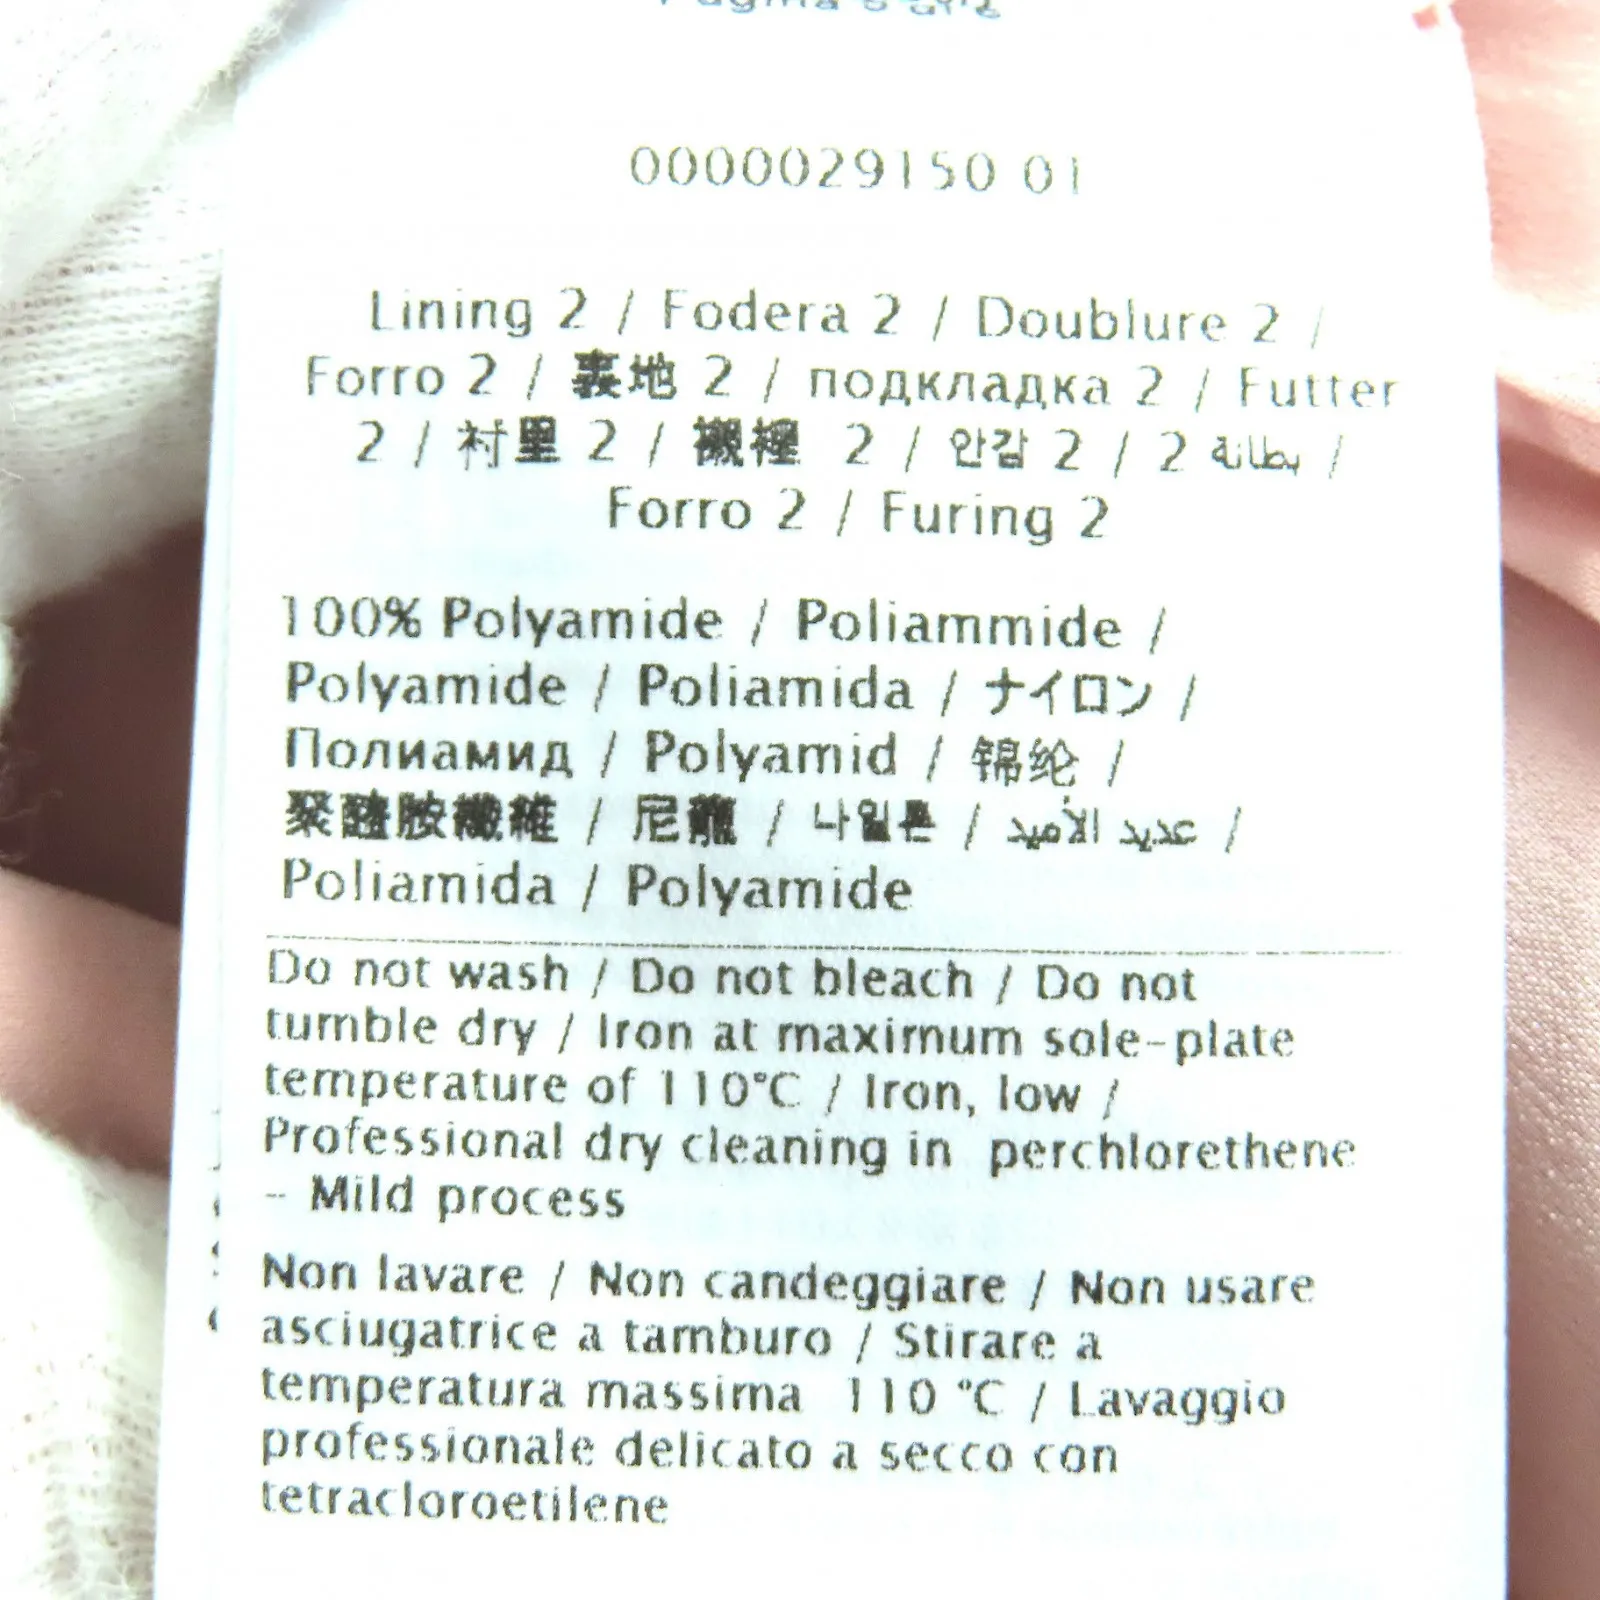 0000029150 01
Lining 2 / Fodera 2 / Doublure 2 /
Forro 2 / 裏地 2 / подкладка 2 / Futter
2 / 衬里 2 / 襯裡 2 / 안감 2 / 2 بطانة /
Forro 2 / Furing 2
100% Polyamide / Poliammide /
Polyamide / Poliamida / ナイロン /
Полиамид / Polyamid / 锦纶 /
聚醯胺纖維 / 尼龍 / 나일론 / عديد الأميد /
Poliamida / Polyamide
Do not wash / Do not bleach / Do not
tumble dry / Iron at maximum sole-plate
temperature of 110°C / Iron, low /
Professional dry cleaning in perchlorethene
- Mild process
Non lavare / Non candeggiare / Non usare
asciugatrice a tamburo / Stirare a
temperatura massima 110 °C / Lavaggio
professionale delicato a secco con
tetracloroetilene